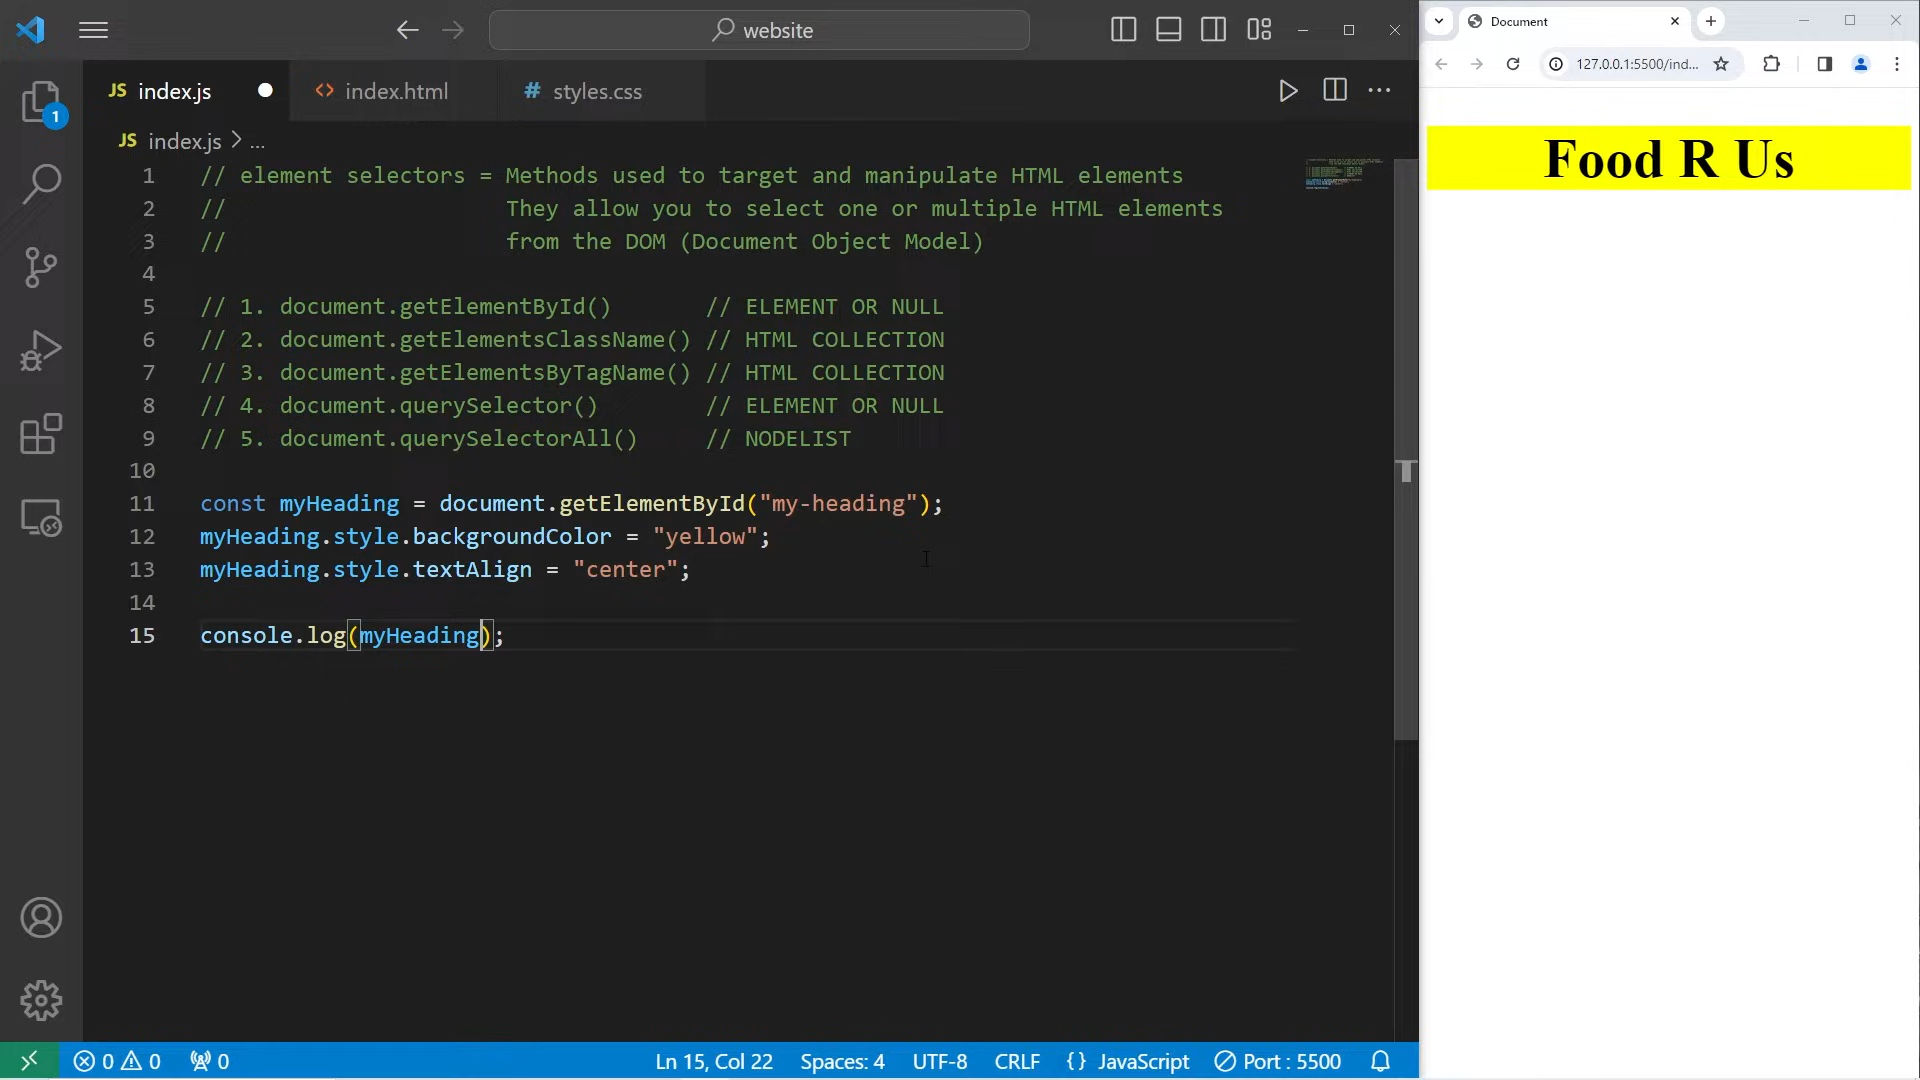 website
JS index.js
<> index.html
# styles.css
JS index.js > ...
1 // element selectors = Methods used to target and manipulate HTML elements
2 // They allow you to select one or multiple HTML elements
3 // from the DOM (Document Object Model)
4
5 // 1. document.getElementById() // ELEMENT OR NULL
6 // 2. document.getElementsClassName() // HTML COLLECTION
7 // 3. document.getElementsByTagName() // HTML COLLECTION
8 // 4. document.querySelector() // ELEMENT OR NULL
9 // 5. document.querySelectorAll() // NODELIST
10
11 const myHeading = document.getElementById("my-heading");
12 myHeading.style.backgroundColor = "yellow";
13 myHeading.style.textAlign = "center";
14
15 console.log(myHeading);
1
0 0 0 Ln 15, Col 22 Spaces: 4 UTF-8 CRLF {} JavaScript Port : 5500
Document
127.0.0.1:5500/ind...
Food R Us